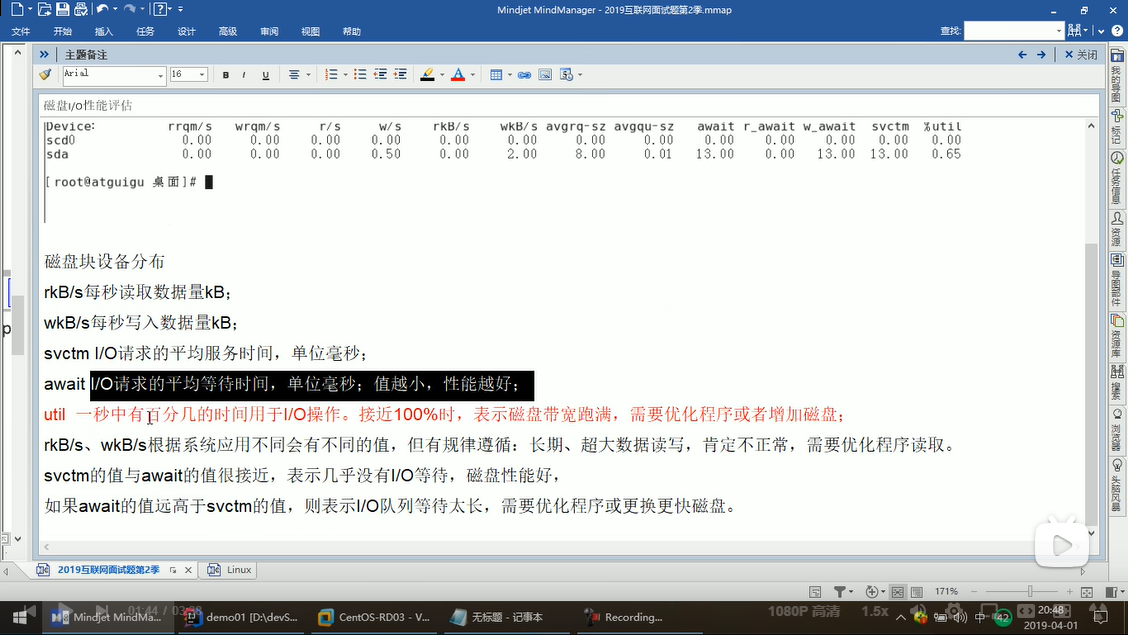 Mindjet MindManager - 2019互联网面试题第2季.mmap
文件 开始 插入 任务 设计 高级 审阅 视图 帮助 查找:
主题备注 关闭
Arial 16 B I U
磁盘I/O性能评估
Device: rrqm/s wrqm/s r/s w/s rkB/s wkB/s avgrq-sz avgqu-sz await r_await w_await svctm %util
scd0 0.00 0.00 0.00 0.00 0.00 0.00 0.00 0.00 0.00 0.00 0.00 0.00 0.00
sda 0.00 0.00 0.00 0.50 0.00 2.00 8.00 0.01 13.00 0.00 13.00 13.00 0.65
[root@atguigu 桌面]#
磁盘块设备分布
rkB/s每秒读取数据量kB;
wkB/s每秒写入数据量kB;
svctm I/O请求的平均服务时间，单位毫秒;
await I/O请求的平均等待时间，单位毫秒；值越小，性能越好;
util 一秒中有百分几的时间用于I/O操作。接近100%时，表示磁盘带宽跑满，需要优化程序或者增加磁盘;
rkB/s、wkB/s根据系统应用不同会有不同的值，但有规律遵循：长期、超大数据读写，肯定不正常，需要优化程序读取。
svctm的值与await的值很接近，表示几乎没有I/O等待，磁盘性能好，
如果await的值远高于svctm的值，则表示I/O队列等待太长，需要优化程序或更换更快磁盘。
我的导图
标记
任务信息
资源
导图部件
资源库
搜索
浏览器
头脑风暴
p
2019互联网面试题第2季 Linux
171%
01:44 / 03:38 1080P 高清 1.5x
Mindjet MindMa... demo01 [D:\devS... CentOS-RD03 - V... 无标题 - 记事本 Recording... 中 42 20:48
2019-04-01